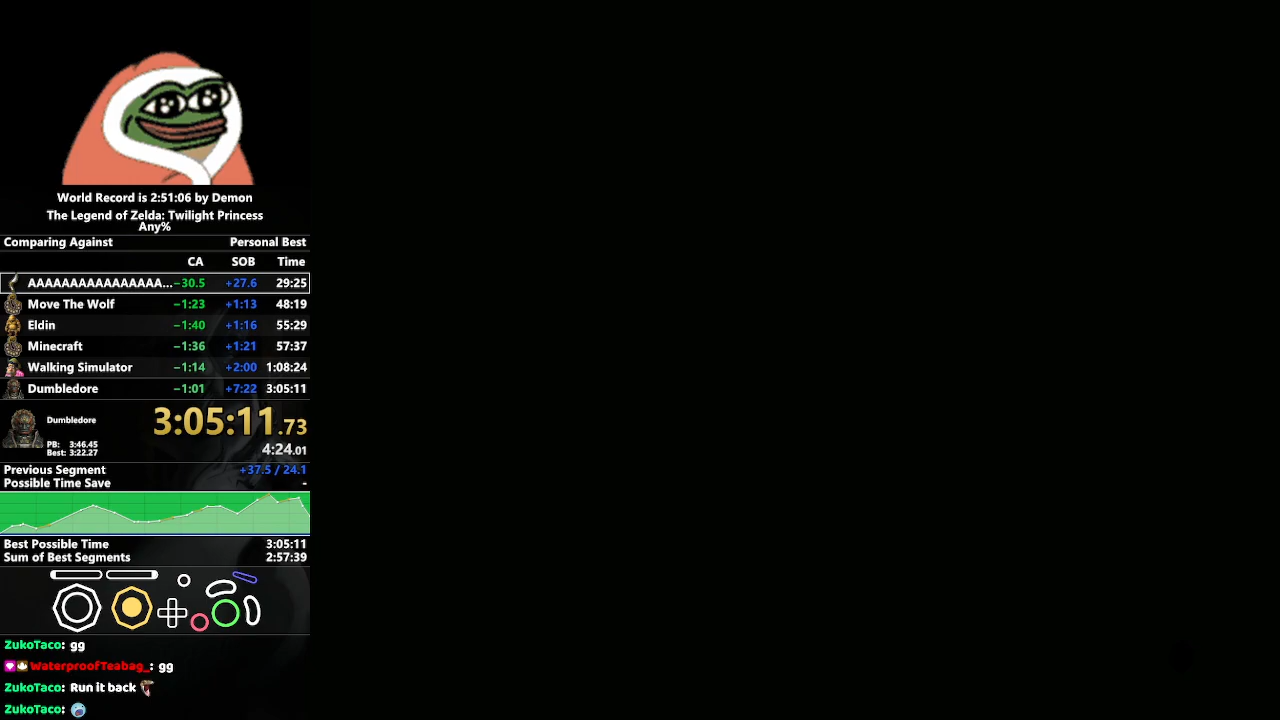 World Record is 2:51:06 by Demon
The Legend of Zelda: Twilight Princess
Any%
Comparing Against Personal Best
CA SOB Time
AAAAAAAAAAAAAAAA... −30.5 +27.6 29:25
Move The Wolf −1:23 +1:13 48:19
Eldin −1:40 +1:16 55:29
Minecraft −1:36 +1:21 57:37
Walking Simulator −1:14 +2:00 1:08:24
Dumbledore −1:01 +7:22 3:05:11
Dumbledore 3:05:11.73
PB: 3:46.45
Best: 3:22.27
4:24.01
Previous Segment +37.5 / 24.1
Possible Time Save -
Best Possible Time 3:05:11
Sum of Best Segments 2:57:39
ZukoTaco: gg
WaterproofTeabag_: gg
ZukoTaco: Run it back
ZukoTaco: